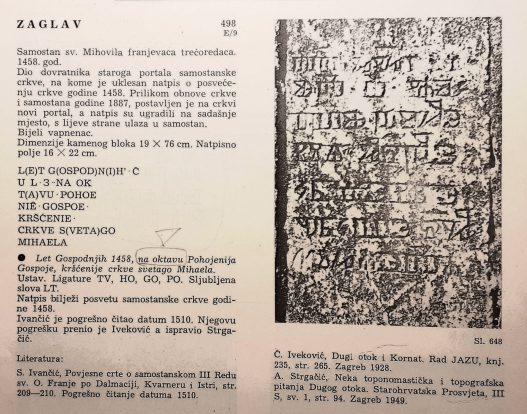 ZAGLAV
498
E/9
Samostan sv. Mihovila franjevaca trećoredaca.
1458. god.
Dio dovratnika staroga portala samostanske
crkve, na kome je uklesan natpis o posveće-
nju crkve godine 1458. Prilikom obnove crkve
i samostana godine 1887, postavljen je na crkvi
novi portal, a natpis su ugradili na sadašnje
mjesto, s lijeve strane ulaza u samostan.
Bijeli vapnenac.
Dimenzije kamenog bloka 19 × 76 cm. Natpisno
polje 16 × 22 cm.
L(E)T G(OSPOD)N(I)H' · Č
U · L · 3 · NA OK
T(A)VU · POHOE
NIÊ · GOSPOE ·
KRŠĆENIE ·
CRKVE S(VETA)GO
MIHAELA
● Let Gospodnjih 1458, na oktavu Pohojenija
Gospoje, kršćenije crkve svetago Mihaela.
Ustav. Ligature TV, HO, GO, PO. Sljubljena
slova LT.
Natpis bilježi posvetu samostanske crkve godi-
ne 1458.
Ivančić je pogrešno čitao datum 1510. Njegovu
pogrešku prenio je Iveković a ispravio Strga-
čić.
Literatura:
S. Ivančić, Povjesne crte o samostanskom III Redu
sv. O. Franje po Dalmaciji, Kvarneru i Istri, str.
209—210. Pogrešno čitanje datuma 1510.
Sl. 648
Ć. Iveković, Dugi otok i Kornat. Rad JAZU, knj.
235, str. 265. Zagreb 1928.
A. Strgačić, Neka toponomastička i topografska
pitanja Dugog otoka. Starohrvatska Prosvjeta, III
S, sv. 1, str. 94. Zagreb 1949.